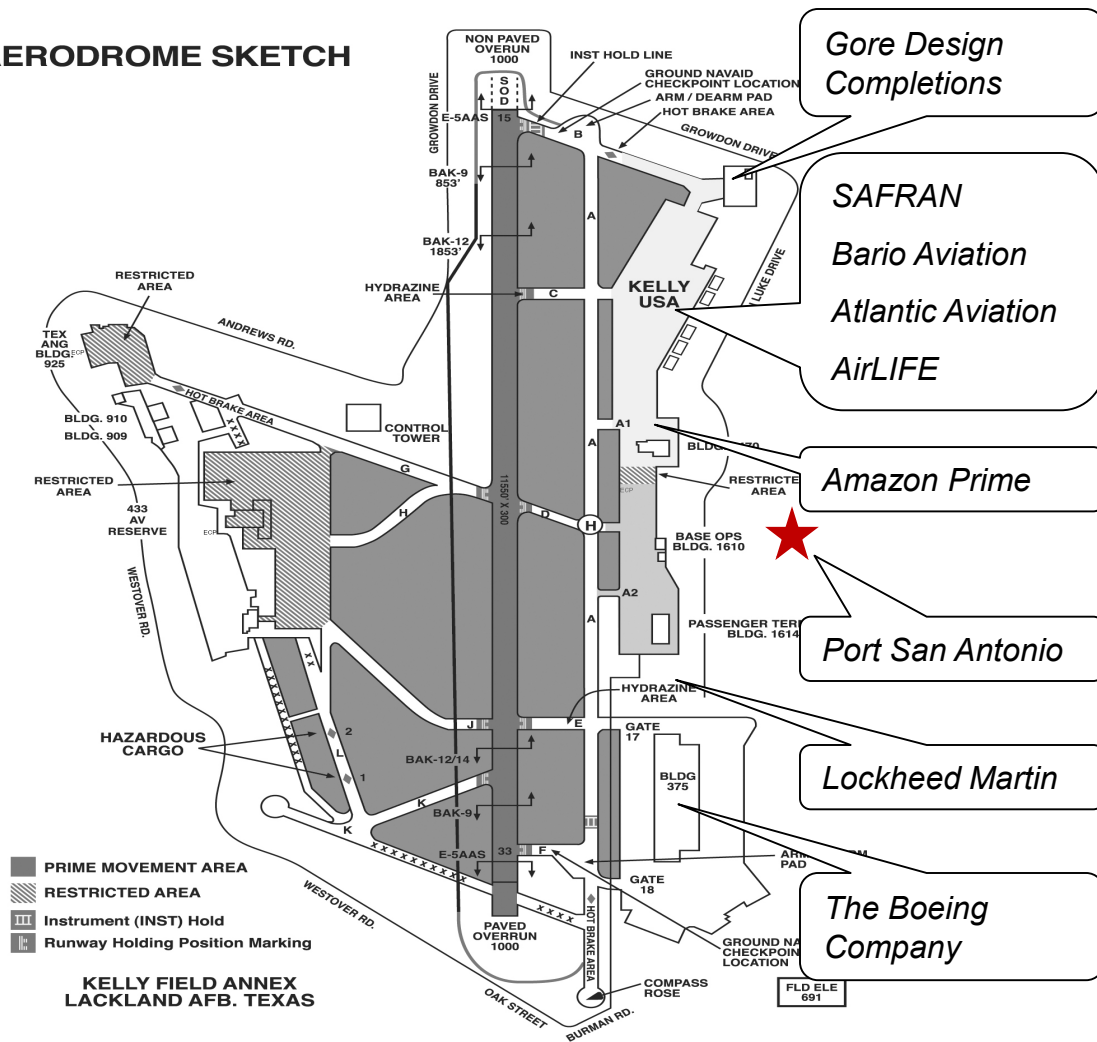 AERODROME SKETCH
NON PAVED
OVERUN
1000
INST HOLD LINE
GROUND NAVAID
CHECKPOINT LOCATION
ARM / DEARM PAD
HOT BRAKE AREA
GROWDON DRIVE
GROWDON DRIVE
SOD
E-5AAS
15
B
BAK-9
853'
A
BAK-12
1853'
LUKE DRIVE
HYDRAZINE
AREA
C
KELLY
USA
RESTRICTED
AREA
ANDREWS RD.
TEX
ANG
BLDG.
925
ECP
HOT BRAKE AREA
BLDG. 910
BLDG. 909
CONTROL
TOWER
A
A1
BLDG.
RESTRICTED
AREA
G
H
11550' X 300
D
H
ECP
AREA
433
AV
RESERVE
ECP
BASE OPS
BLDG. 1610
WESTOVER RD.
A
A2
PASSENGER
BLDG. 1614
HYDRAZINE
AREA
J
E
GATE
17
HAZARDOUS
CARGO
2
L
1
BAK-12/14
BLDG
375
K
K
BAK-9
E-5AAS
33
F
PAD
GATE
18
HOT BRAKE AREA
PAVED
OVERRUN
1000
GROUND
CHECKPOINT
LOCATION
COMPASS
ROSE
FLD ELE
691
WESTOVER RD.
OAK STREET
BURMAN RD.
PRIME MOVEMENT AREA
RESTRICTED AREA
Instrument (INST) Hold
Runway Holding Position Marking
KELLY FIELD ANNEX
LACKLAND AFB. TEXAS
Gore Design
Completions
SAFRAN
Bario Aviation
Atlantic Aviation
AirLIFE
Amazon Prime
Port San Antonio
Lockheed Martin
The Boeing
Company